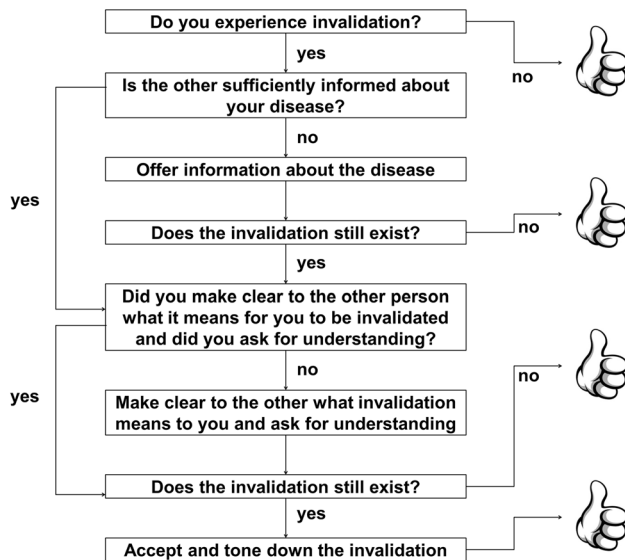 Do you experience invalidation?
yes
no
Is the other sufficiently informed about
your disease?
no
Offer information about the disease
yes
Does the invalidation still exist?
no
yes
Did you make clear to the other person
what it means for you to be invalidated
and did you ask for understanding?
no
no
yes
Make clear to the other what invalidation
means to you and ask for understanding
Does the invalidation still exist?
yes
Accept and tone down the invalidation